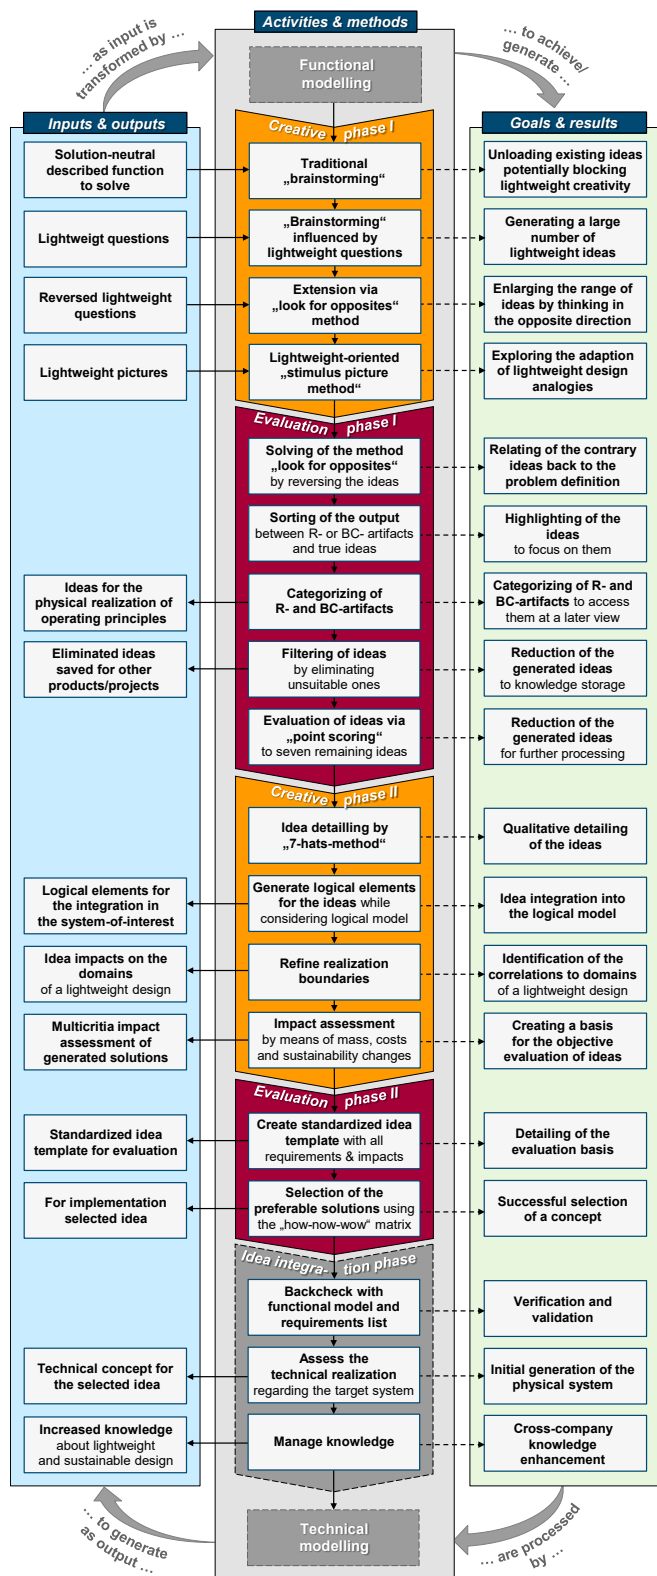 Activities & methods
… as input is
transformed by …
… to achieve/
generate …
Functional
modelling
Inputs & outputs
Goals & results
Creative phase I
Solution-neutral
described function
to solve
Traditional
„brainstorming“
Unloading existing ideas
potentially blocking
lightweight creativity
Lightweigt questions
„Brainstorming“
influenced by
lightweight questions
Generating a large
number of
lightweight ideas
Reversed lightweight
questions
Extension via
„look for opposites“
method
Enlarging the range of
ideas by thinking in
the opposite direction
Lightweight pictures
Lightweight-oriented
„stimulus picture
method“
Exploring the adaption
of lightweight design
analogies
Evaluation phase I
Solving of the method
„look for opposites“
by reversing the ideas
Relating of the contrary
ideas back to the
problem definition
Sorting of the output
between R- or BC- artifacts
and true ideas
Highlighting of the
ideas
to focus on them
Ideas for the
physical realization of
operating principles
Categorizing of
R- and BC-artifacts
Categorizing of R- and
BC-artifacts to access
them at a later view
Eliminated ideas
saved for other
products/projects
Filtering of ideas
by eliminating
unsuitable ones
Reduction of the
generated ideas
to knowledge storage
Evaluation of ideas via
„point scoring“
to seven remaining ideas
Reduction of the
generated ideas
for further processing
Creative phase II
Idea detailling by
„7-hats-method“
Qualitative detailing
of the ideas
Logical elements for
the integration in
the system-of-interest
Generate logical elements
for the ideas while
considering logical model
Idea integration into
the logical model
Idea impacts on the
domains
of a lightweight design
Refine realization
boundaries
Identification of the
correlations to domains
of a lightweight design
Multicritia impact
assessment of
generated solutions
Impact assessment
by means of mass, costs
and sustainability changes
Creating a basis
for the objective
evaluation of ideas
Evaluation phase II
Standardized idea
template for evaluation
Create standardized idea
template with all
requirements & impacts
Detailing of the
evaluation basis
For implementation
selected idea
Selection of the
preferable solutions using
the „how-now-wow“ matrix
Successful selection
of a concept
Idea integra- tion phase
Backcheck with
functional model and
requirements list
Verification and
validation
Technical concept for
the selected idea
Assess the
technical realization
regarding the target system
Initial generation of the
physical system
Increased knowledge
about lightweight
and sustainable design
Manage knowledge
Cross-company
knowledge
enhancement
… to generate
as output …
Technical
modelling
… are processed
by …